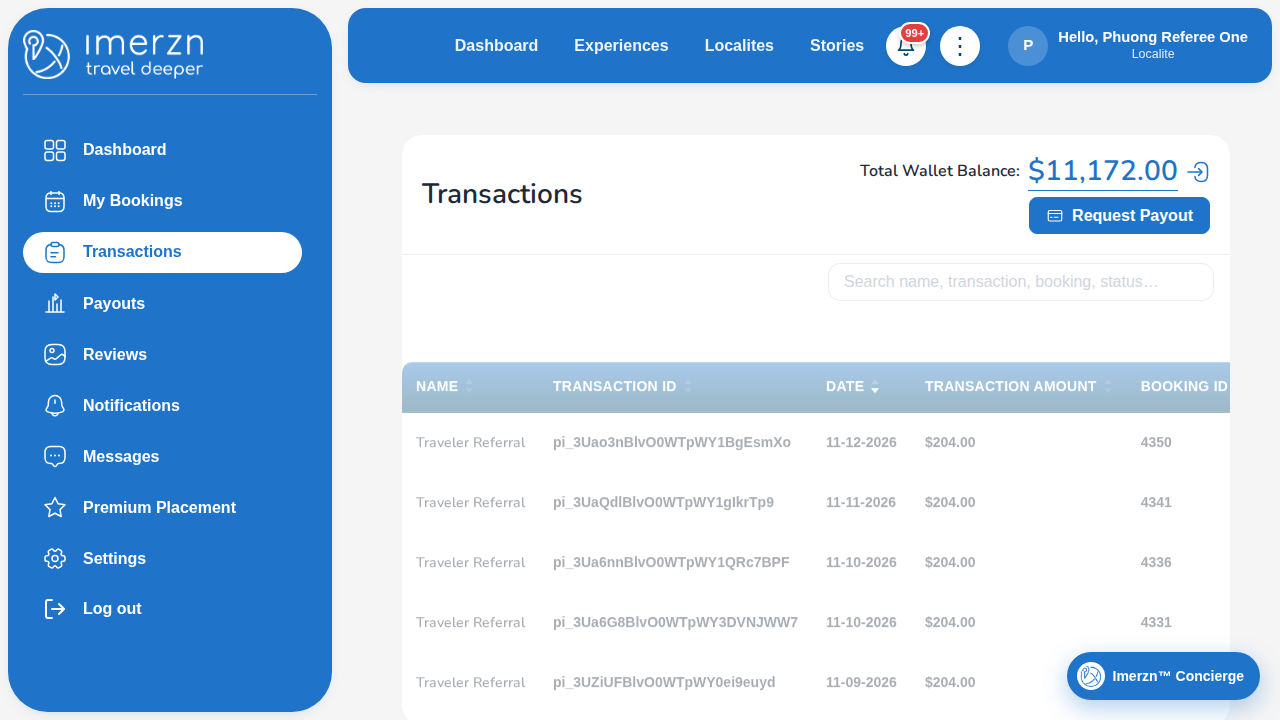 imerzn
travel deeper
Dashboard
My Bookings
Transactions
Payouts
Reviews
Notifications
Messages
Premium Placement
Settings
Log out
Dashboard Experiences Localites Stories 99+ P Hello, Phuong Referee One
Localite
Transactions
Total Wallet Balance: $11,172.00
Request Payout
Search name, transaction, booking, status…
NAME TRANSACTION ID DATE TRANSACTION AMOUNT BOOKING ID
Traveler Referral pi_3Uao3nBlvO0WTpWY1BgEsmXo 11-12-2026 $204.00 4350
Traveler Referral pi_3UaQdlBlvO0WTpWY1gIkrTp9 11-11-2026 $204.00 4341
Traveler Referral pi_3Ua6nnBlvO0WTpWY1QRc7BPF 11-10-2026 $204.00 4336
Traveler Referral pi_3Ua6G8BlvO0WTpWY3DVNJWW7 11-10-2026 $204.00 4331
Traveler Referral pi_3UZiUFBlvO0WTpWY0ei9euyd 11-09-2026 $204.00
Imerzn™ Concierge